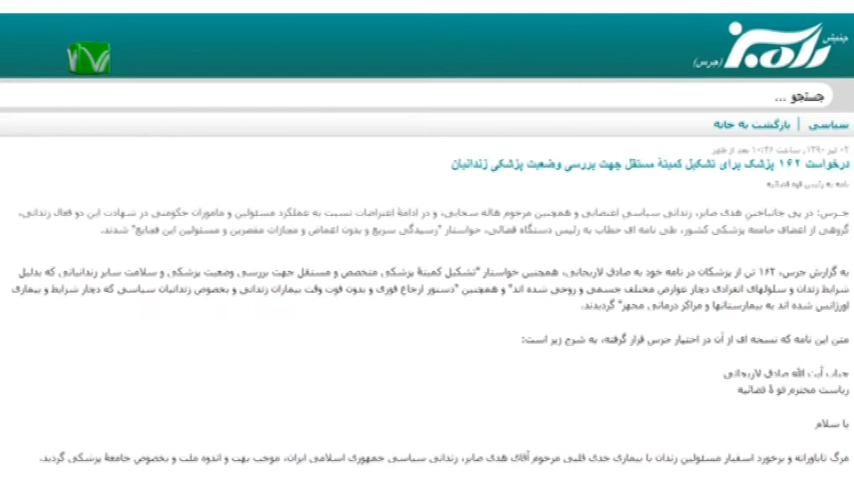 جنبش
راه سبز
(جرس)
جستجو ...
سیاسی | بازگشت به خانه
۰۲ تیر ۱۳۹۰, ساعت ۱۰:۲۶ بعد از ظهر
درخواست ۱۶۲ پزشک برای تشکیل کمیتهٔ مستقل جهت بررسی وضعیت پزشکی زندانیان
نامه به رئیس قوه قضائیه
جرس: در پی جانباختن هدی صابر، زندانی سیاسی اعتصابی و همچنین مرحوم هاله سحابی، و در ادامهٔ اعتراضات نسبت به عملکرد مسئولین و ماموران حکومتی در شهادت این دو فعال زندانی،
گروهی از اعضای جامعه پزشکی کشور، طی نامه ای خطاب به رئیس دستگاه قضائی، خواستار "رسیدگی سریع و بدون اغماض و مجازات مقصرین و مسئولین این فجایع" شدند.
به گزارش جرس، ۱۶۲ تن از پزشکان در نامه خود به صادق لاریجانی، همچنین خواستار "تشکیل کمیتهٔ پزشکی متخصص و مستقل جهت بررسی وضعیت پزشکی و سلامت سایر زندانیانی که بدلیل
شرایط زندان و سلولهای انفرادی دچار عوارض مختلف جسمی و روحی شده اند" و همچنین "دستور ارجاع فوری و بدون فوت وقت بیماران زندانی و بخصوص زندانیان سیاسی که دچار شرایط و بیماری
اورژانس شده اند به بیمارستانها و مراکز درمانی مجهز" گردیدند.
متن این نامه که نسخه ای از آن در اختیار جرس قرار گرفته، به شرح زیر است:
جناب آیت الله صادق لاریجانی
ریاست محترم قو هٔ قضائیه
با سلام
مرگ ناباورانه و برخورد اسفبار مسئولین زندان با بیماری جدی قلبی مرحوم آقای هدی صابر، زندانی سیاسی جمهوری اسلامی ایران، موجب بهت و اندوه ملت و بخصوص جامعهٔ پزشکی گردید.